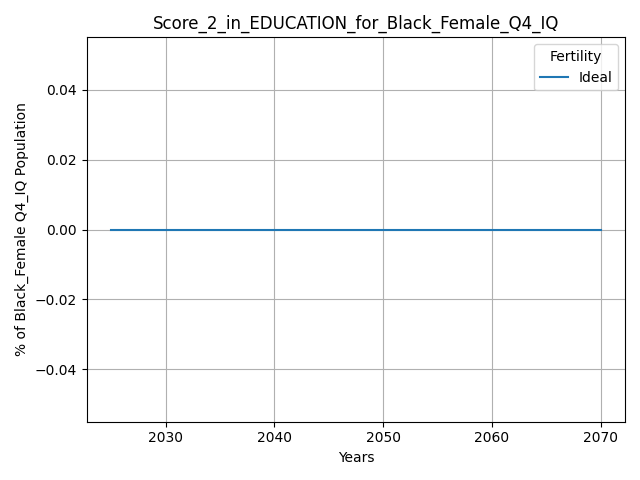 Score_2_in_EDUCATION_for_Black_Female_Q4_IQ
Fertility
Ideal
% of Black_Female Q4_IQ Population
0.04
0.02
0.00
−0.02
−0.04
2030 2040 2050 2060 2070
Years